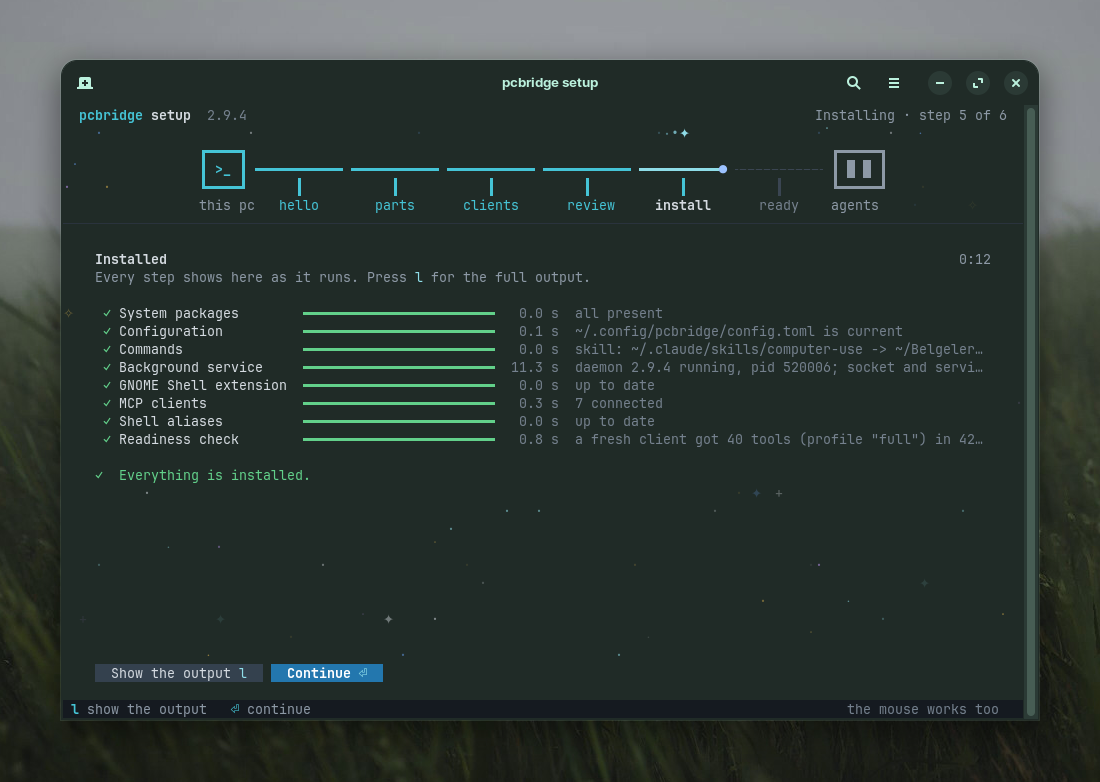 pcbridge setup
pcbridge setup 2.9.4 Installing · step 5 of 6
>_
this pc hello parts clients review install ready agents
Installed 0:12
Every step shows here as it runs. Press l for the full output.
✓ System packages 0.0 s all present
✓ Configuration 0.1 s ~/.config/pcbridge/config.toml is current
✓ Commands 0.0 s skill: ~/.claude/skills/computer-use -> ~/Belgeler…
✓ Background service 11.3 s daemon 2.9.4 running, pid 520006; socket and servi…
✓ GNOME Shell extension 0.0 s up to date
✓ MCP clients 0.3 s 7 connected
✓ Shell aliases 0.0 s up to date
✓ Readiness check 0.8 s a fresh client got 40 tools (profile "full") in 42…
✓ Everything is installed.
Show the output l Continue ⏎
l show the output ⏎ continue the mouse works too